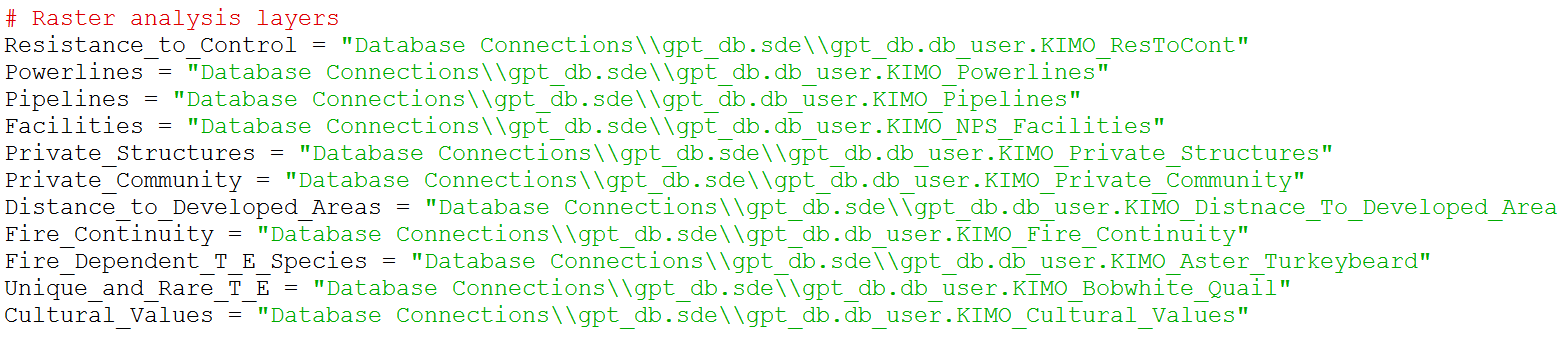 # Raster analysis layers
Resistance_to_Control = "Database Connections\\gpt_db.sde\\gpt_db.db_user.KIMO_ResToCont"
Powerlines = "Database Connections\\gpt_db.sde\\gpt_db.db_user.KIMO_Powerlines"
Pipelines = "Database Connections\\gpt_db.sde\\gpt_db.db_user.KIMO_Pipelines"
Facilities = "Database Connections\\gpt_db.sde\\gpt_db.db_user.KIMO_NPS_Facilities"
Private_Structures = "Database Connections\\gpt_db.sde\\gpt_db.db_user.KIMO_Private_Structures"
Private_Community = "Database Connections\\gpt_db.sde\\gpt_db.db_user.KIMO_Private_Community"
Distance_to_Developed_Areas = "Database Connections\\gpt_db.sde\\gpt_db.db_user.KIMO_Distnace_To_Developed_Area
Fire_Continuity = "Database Connections\\gpt_db.sde\\gpt_db.db_user.KIMO_Fire_Continuity"
Fire_Dependent_T_E_Species = "Database Connections\\gpt_db.sde\\gpt_db.db_user.KIMO_Aster_Turkeybeard"
Unique_and_Rare_T_E = "Database Connections\\gpt_db.sde\\gpt_db.db_user.KIMO_Bobwhite_Quail"
Cultural_Values = "Database Connections\\gpt_db.sde\\gpt_db.db_user.KIMO_Cultural_Values"